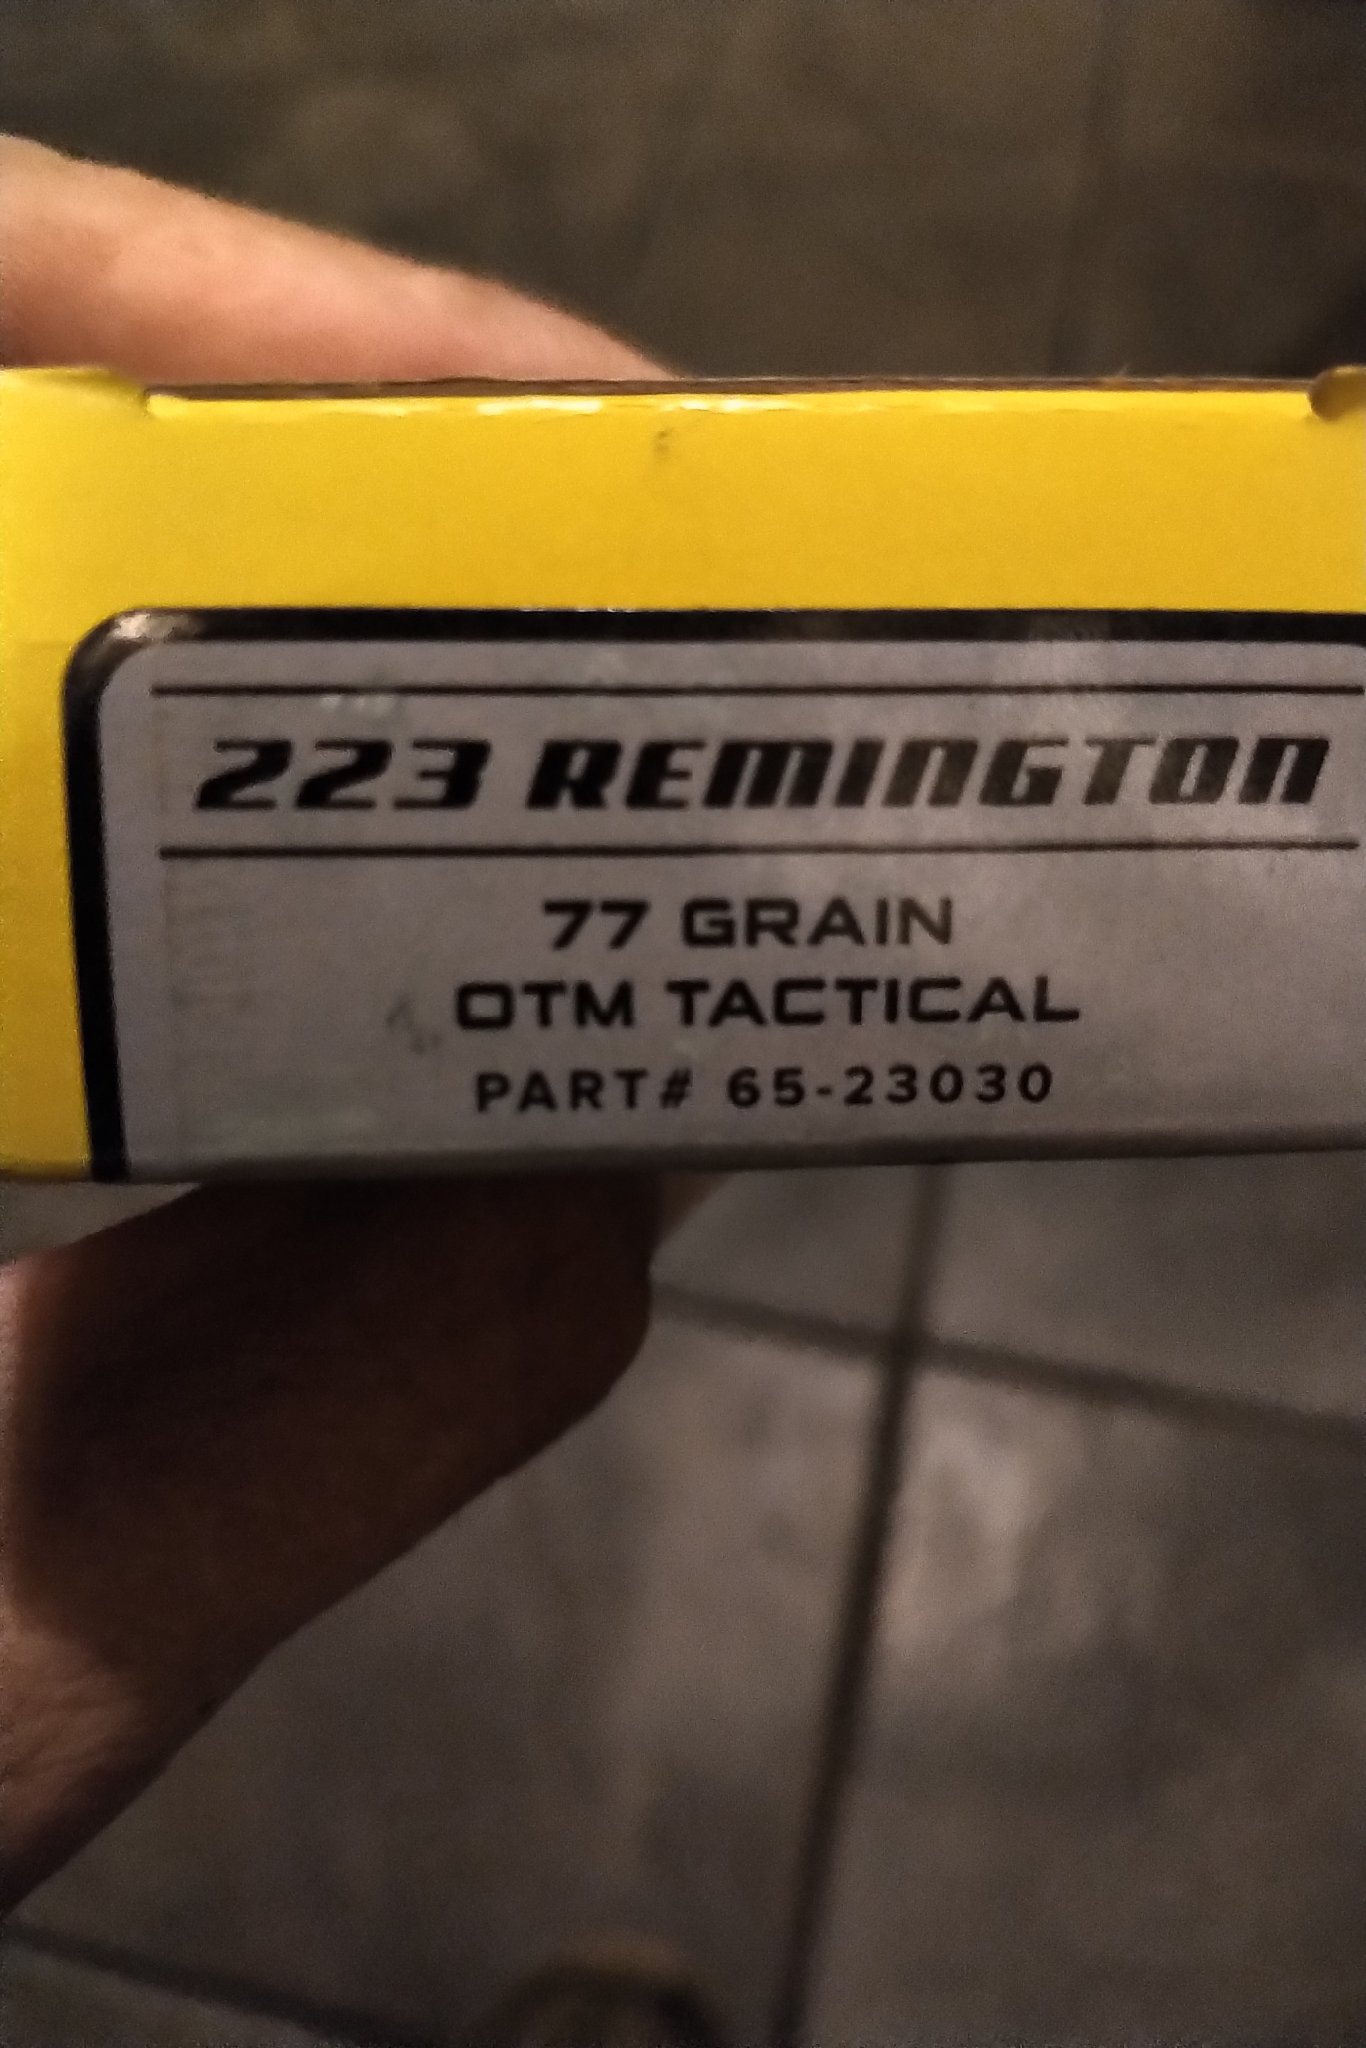 223 REMINGTON
77 GRAIN
OTM TACTICAL
PART# 65-23030